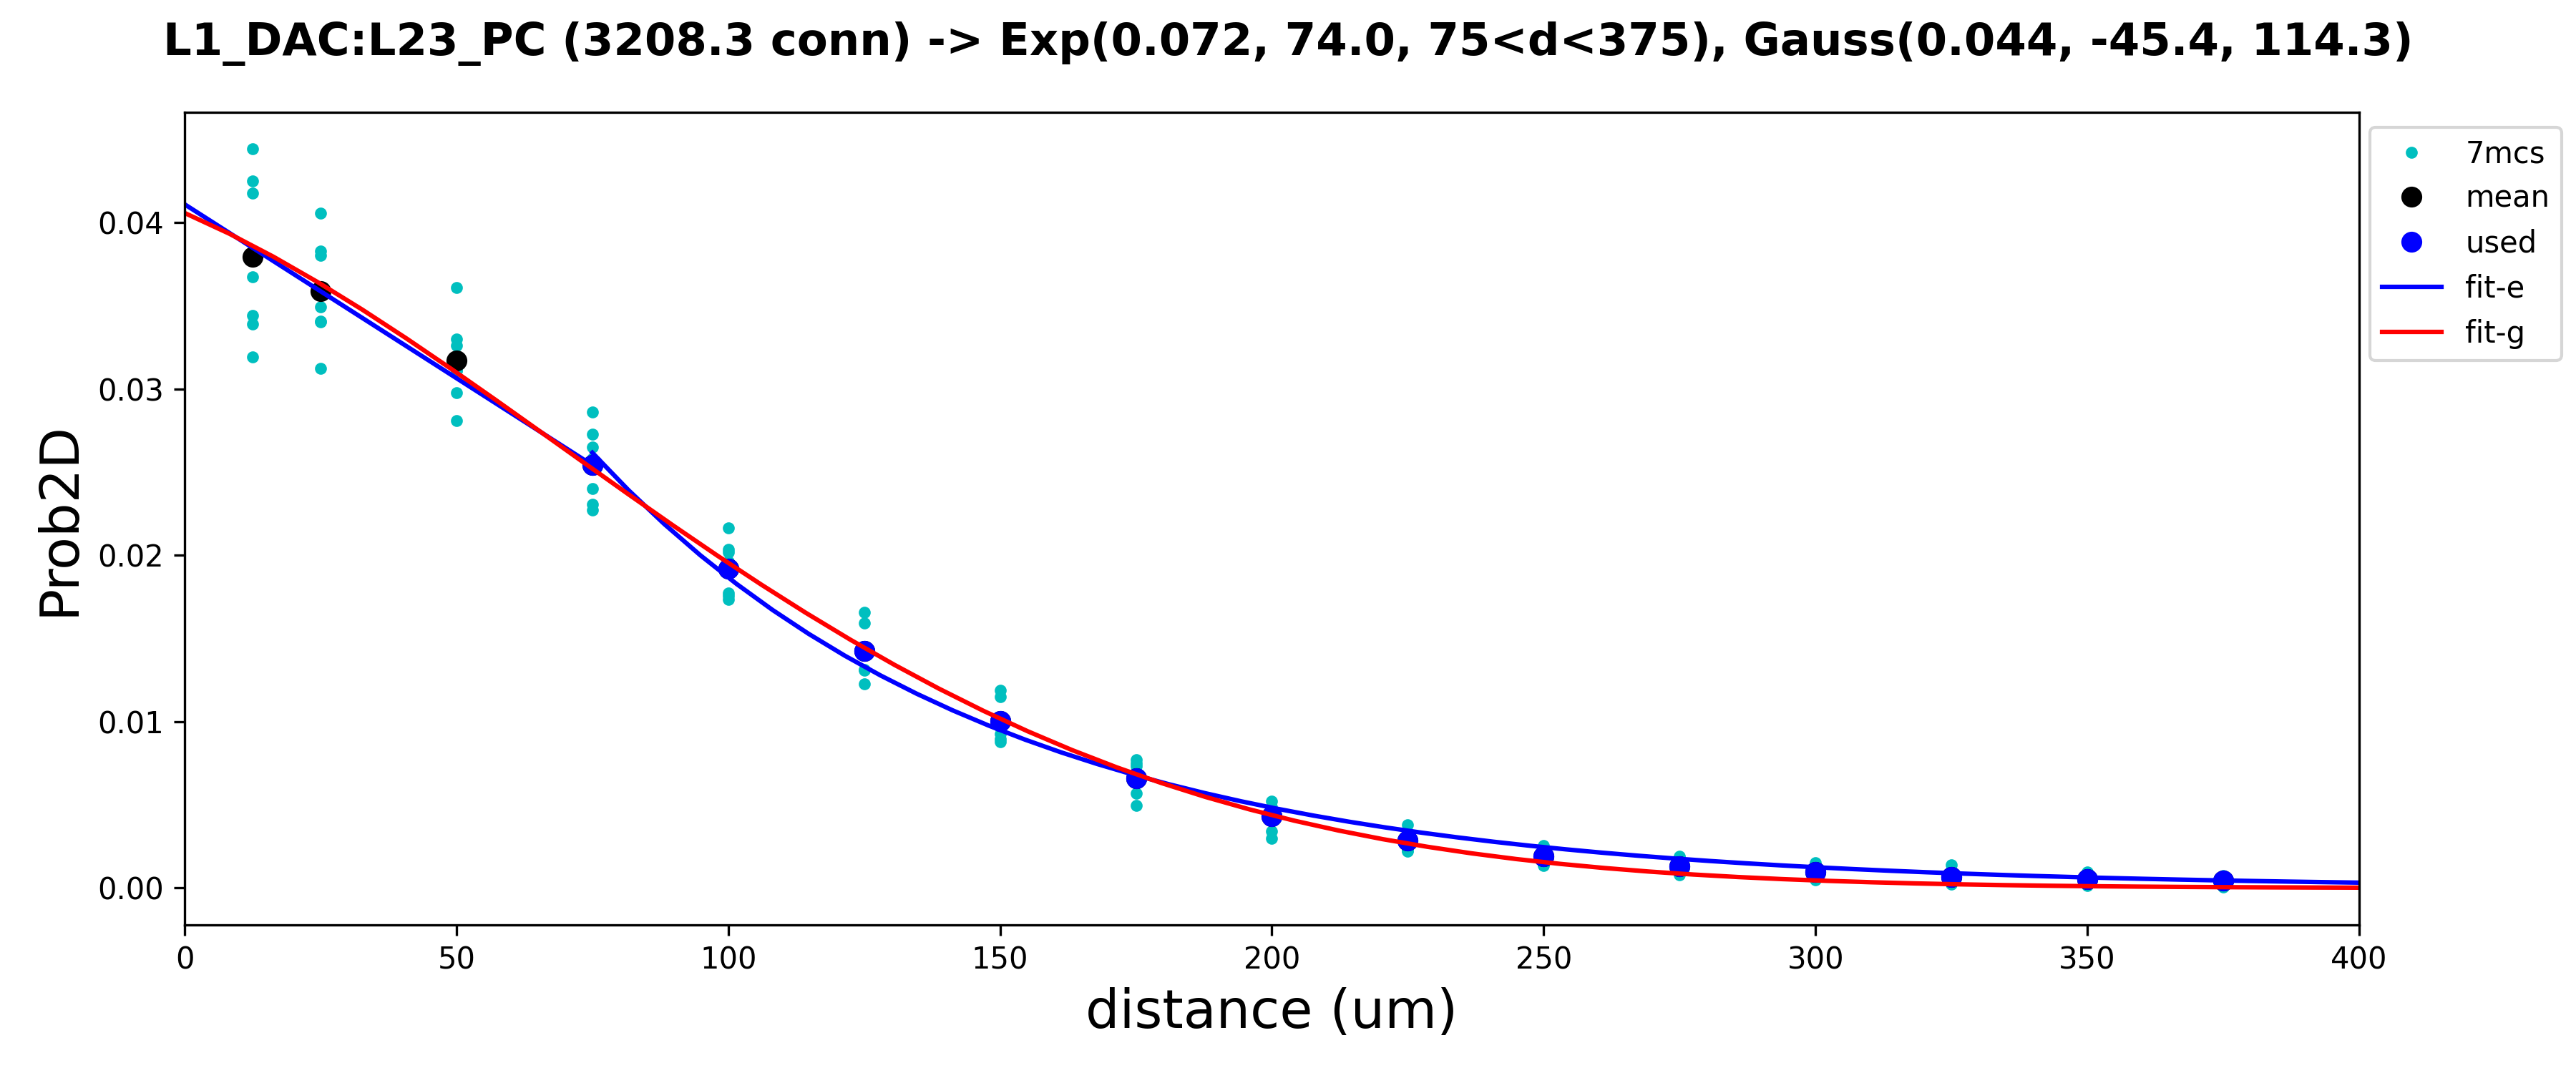 L1_DAC:L23_PC (3208.3 conn) -> Exp(0.072, 74.0, 75<d<375), Gauss(0.044, -45.4, 114.3)
7mcs
mean
used
fit-e
fit-g
Prob2D
0.04
0.03
0.02
0.01
0.00
0 50 100 150 200 250 300 350 400
distance (um)